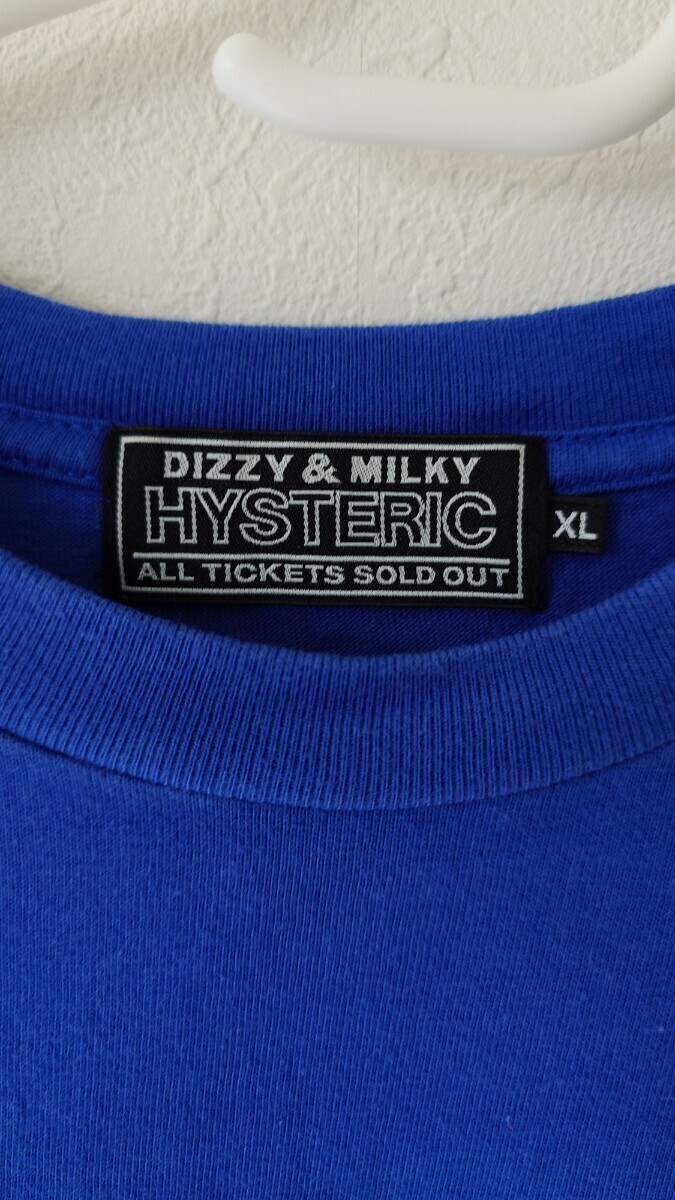 DIZZY & MILKY
HYSTERIC
ALL TICKETS SOLD OUT
XL